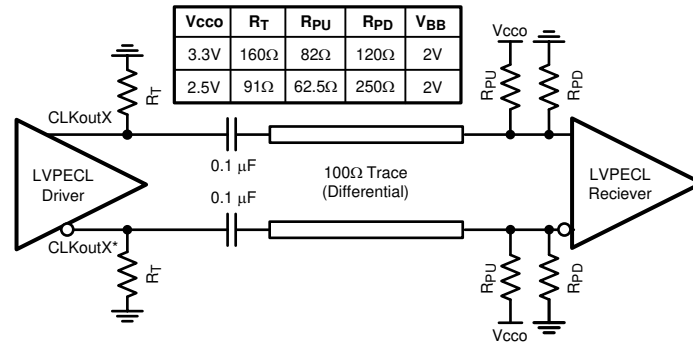 Vcco RT RPU RPD VBB
3.3V 160Ω 82Ω 120Ω 2V
2.5V 91Ω 62.5Ω 250Ω 2V
Vcco
RT
RPU
RPD
CLKoutX
0.1 μF
LVPECL
Driver
100Ω Trace
(Differential)
LVPECL
Reciever
0.1 μF
CLKoutX*
RT
RPU
RPD
Vcco